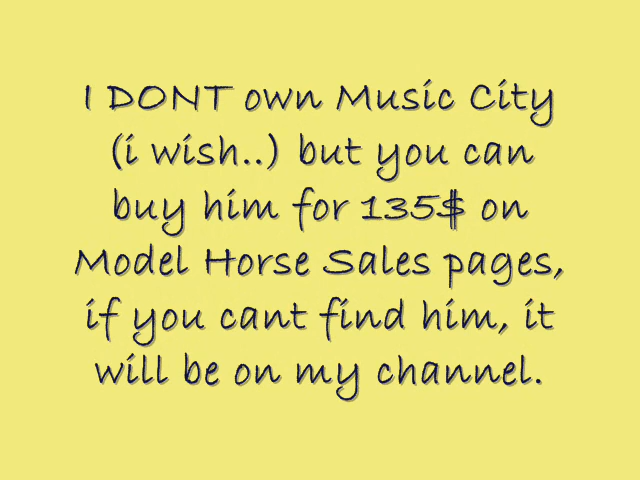 I DONT own Music City
(i wish..) but you can
buy him for 135$ on
Model Horse Sales pages,
if you cant find him, it
will be on my channel.